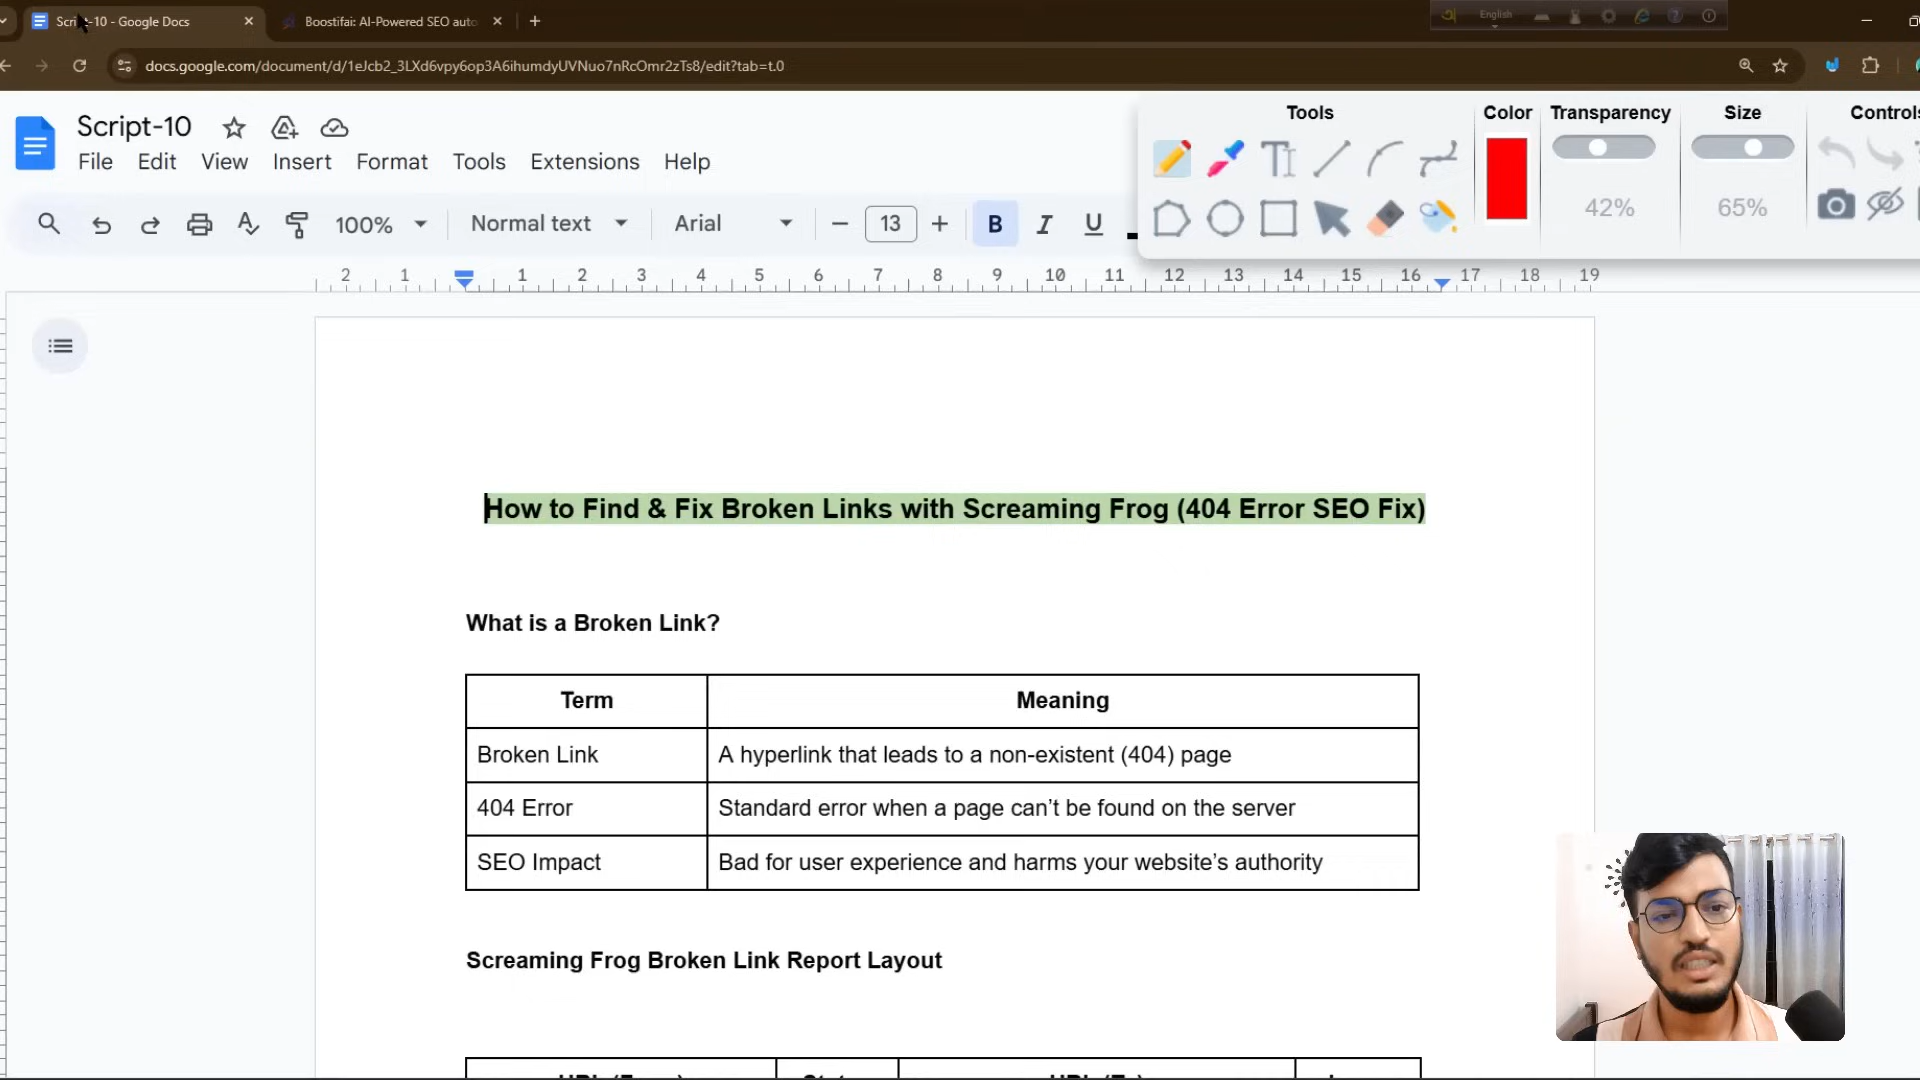 Script-10 - Google Docs
Boostifai: AI-Powered SEO auto
English
docs.google.com/document/d/1eJcb2_3LXd6vpy6op3A6ihumdyUVNuo7nRcOmr2zTs8/edit?tab=t.0
Script-10
File Edit View Insert Format Tools Extensions Help
Tools Color Transparency Size Controls
42% 65%
100% Normal text Arial 13 B I U
2 1 1 2 3 4 5 6 7 8 9 10 11 12 13 14 15 16 17 18 19
How to Find & Fix Broken Links with Screaming Frog (404 Error SEO Fix)
What is a Broken Link?
Term Meaning
Broken Link A hyperlink that leads to a non-existent (404) page
404 Error Standard error when a page can’t be found on the server
SEO Impact Bad for user experience and harms your website’s authority
Screaming Frog Broken Link Report Layout